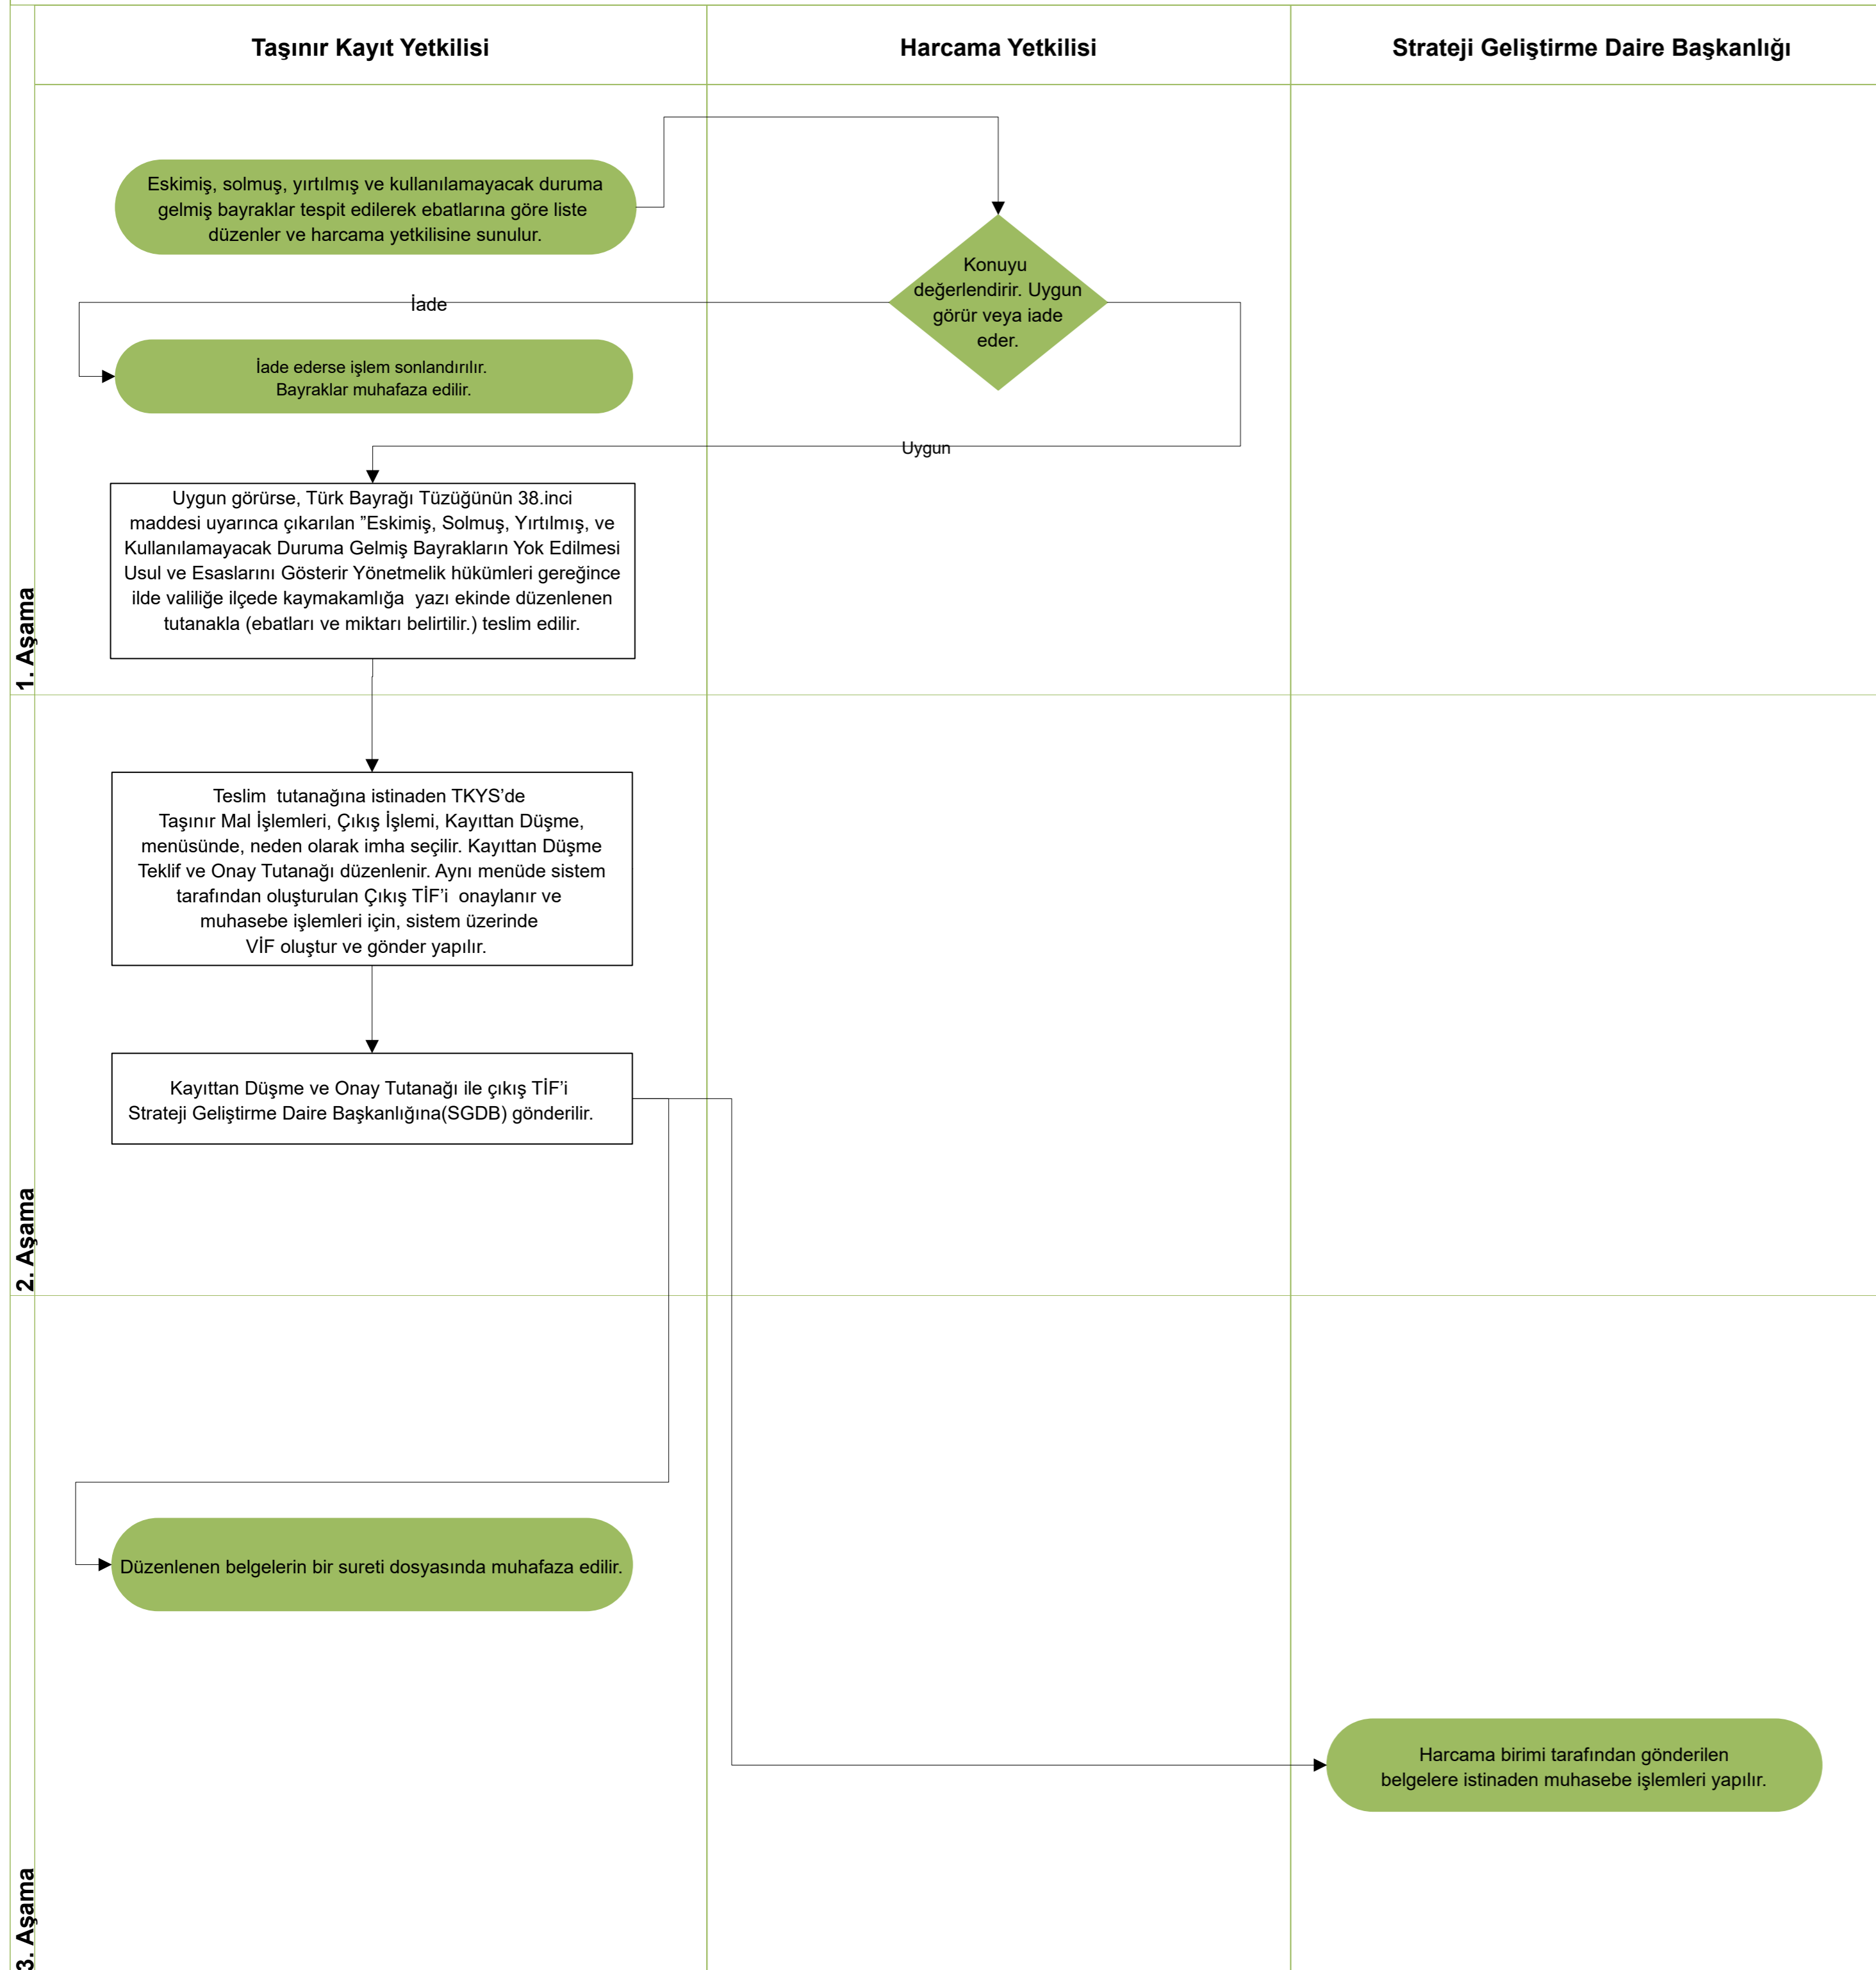 Taşınır Kayıt Yetkilisi
Harcama Yetkilisi
Strateji Geliştirme Daire Başkanlığı
1. Aşama
Eskimiş, solmuş, yırtılmış ve kullanılamayacak duruma
gelmiş bayraklar tespit edilerek ebatlarına göre liste
düzenler ve harcama yetkilisine sunulur.
Konuyu
değerlendirir. Uygun
görür veya iade
eder.
İade
İade ederse işlem sonlandırılır.
Bayraklar muhafaza edilir.
Uygun
Uygun görürse, Türk Bayrağı Tüzüğünün 38.inci
maddesi uyarınca çıkarılan ”Eskimiş, Solmuş, Yırtılmış, ve
Kullanılamayacak Duruma Gelmiş Bayrakların Yok Edilmesi
Usul ve Esaslarını Gösterir Yönetmelik hükümleri gereğince
ilde valiliğe ilçede kaymakamlığa  yazı ekinde düzenlenen
tutanakla (ebatları ve miktarı belirtilir.) teslim edilir.
2. Aşama
Teslim  tutanağına istinaden TKYS’de
Taşınır Mal İşlemleri, Çıkış İşlemi, Kayıttan Düşme,
menüsünde, neden olarak imha seçilir. Kayıttan Düşme
Teklif ve Onay Tutanağı düzenlenir. Aynı menüde sistem
tarafından oluşturulan Çıkış TİF’i  onaylanır ve
muhasebe işlemleri için, sistem üzerinde
VİF oluştur ve gönder yapılır.
Kayıttan Düşme ve Onay Tutanağı ile çıkış TİF’i
Strateji Geliştirme Daire Başkanlığına(SGDB) gönderilir.
3. Aşama
Düzenlenen belgelerin bir sureti dosyasında muhafaza edilir.
Harcama birimi tarafından gönderilen
belgelere istinaden muhasebe işlemleri yapılır.